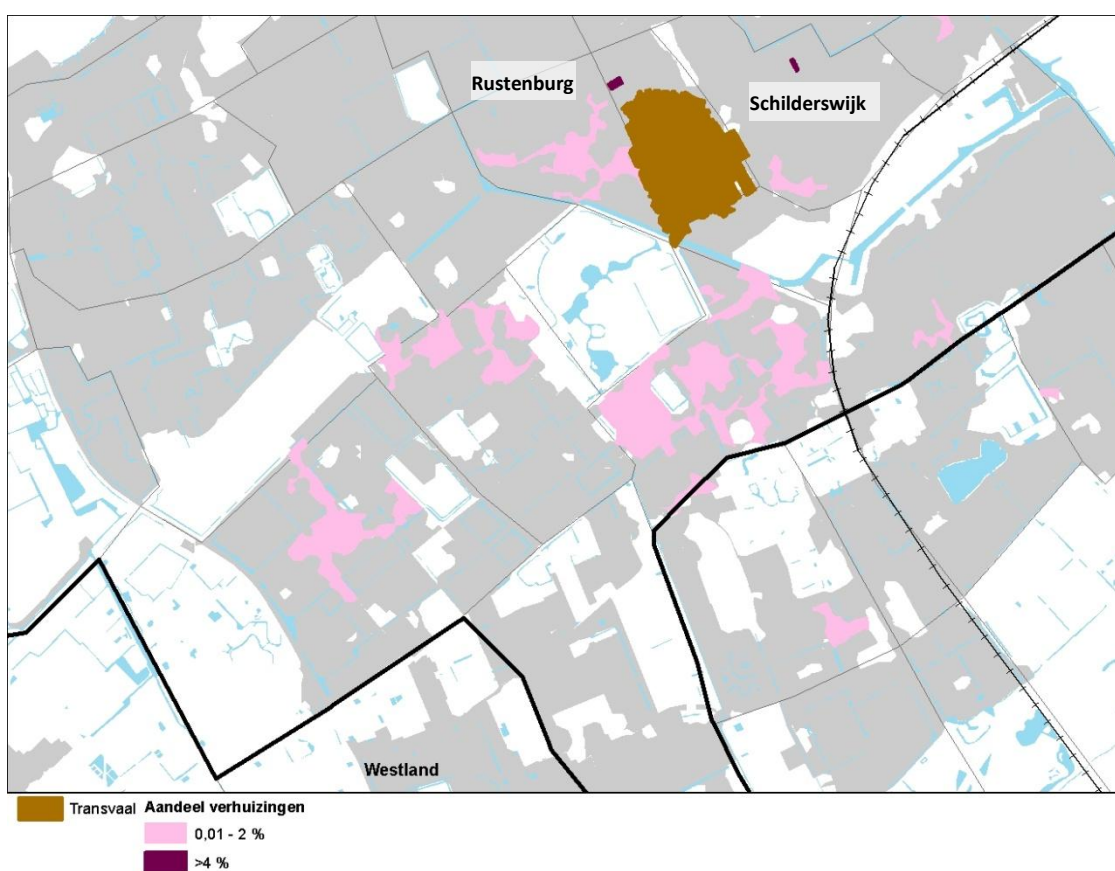 Rustenburg
Schilderswijk
Westland
Transvaal Aandeel verhuizingen
0,01 - 2 %
>4 %